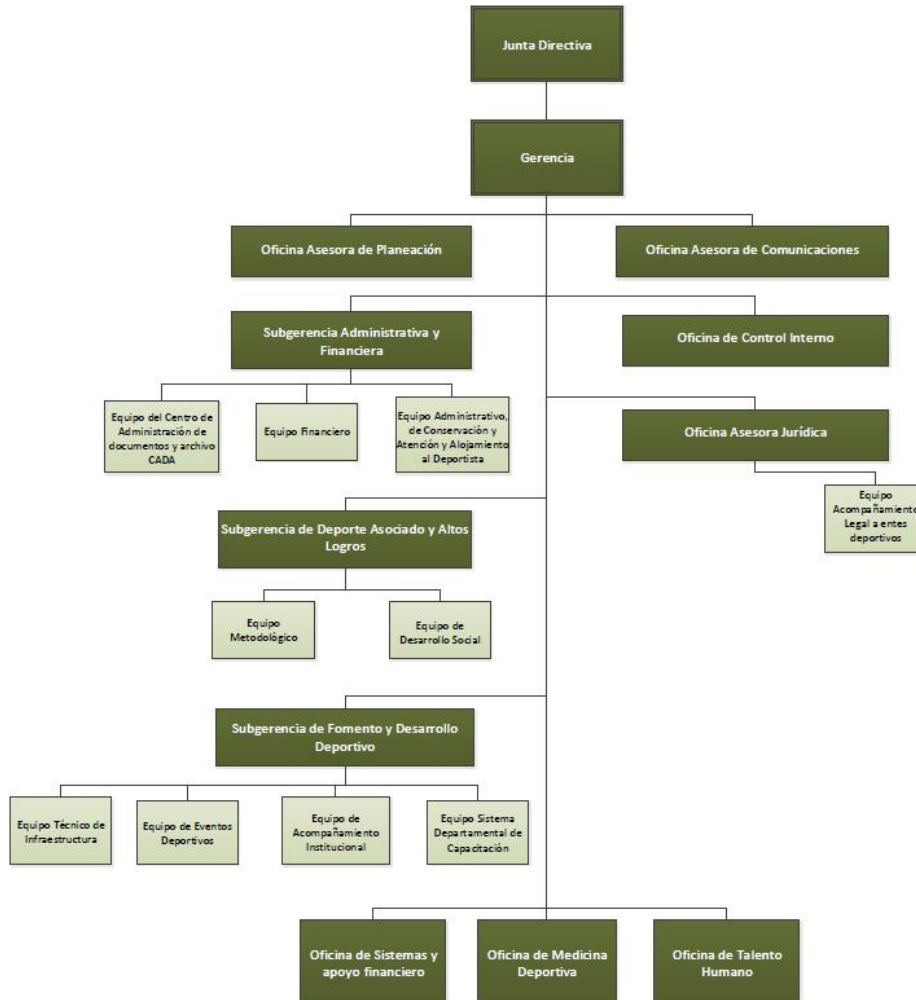 Junta Directiva
Gerencia
Oficina Asesora de Planeación
Oficina Asesora de Comunicaciones
Subgerencia Administrativa y
Financiera
Oficina de Control Interno
Equipo del Centro de
Administración de
documentos y archivo
CADA
Equipo Financiero
Equipo Administrativo,
de Conservación y
Atención y Alojamiento
al Deportista
Oficina Asesora Jurídica
Equipo
Acompañamiento
Legal a entes
deportivos
Subgerencia de Deporte Asociado y Altos
Logros
Equipo
Metodológico
Equipo de
Desarrollo Social
Subgerencia de Fomento y Desarrollo
Deportivo
Equipo Técnico de
Infraestructura
Equipo de Eventos
Deportivos
Equipo de
Acompañamiento
Institucional
Equipo Sistema
Departamental de
Capacitación
Oficina de Sistemas y
apoyo financiero
Oficina de Medicina
Deportiva
Oficina de Talento
Humano